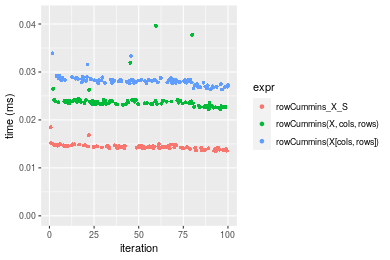 0.04
0.03
0.02
0.01
0.00
time (ms)
0
25
50
75
100
iteration
expr
rowCummins_X_S
rowCummins(X, cols, rows)
rowCummins(X[cols, rows])